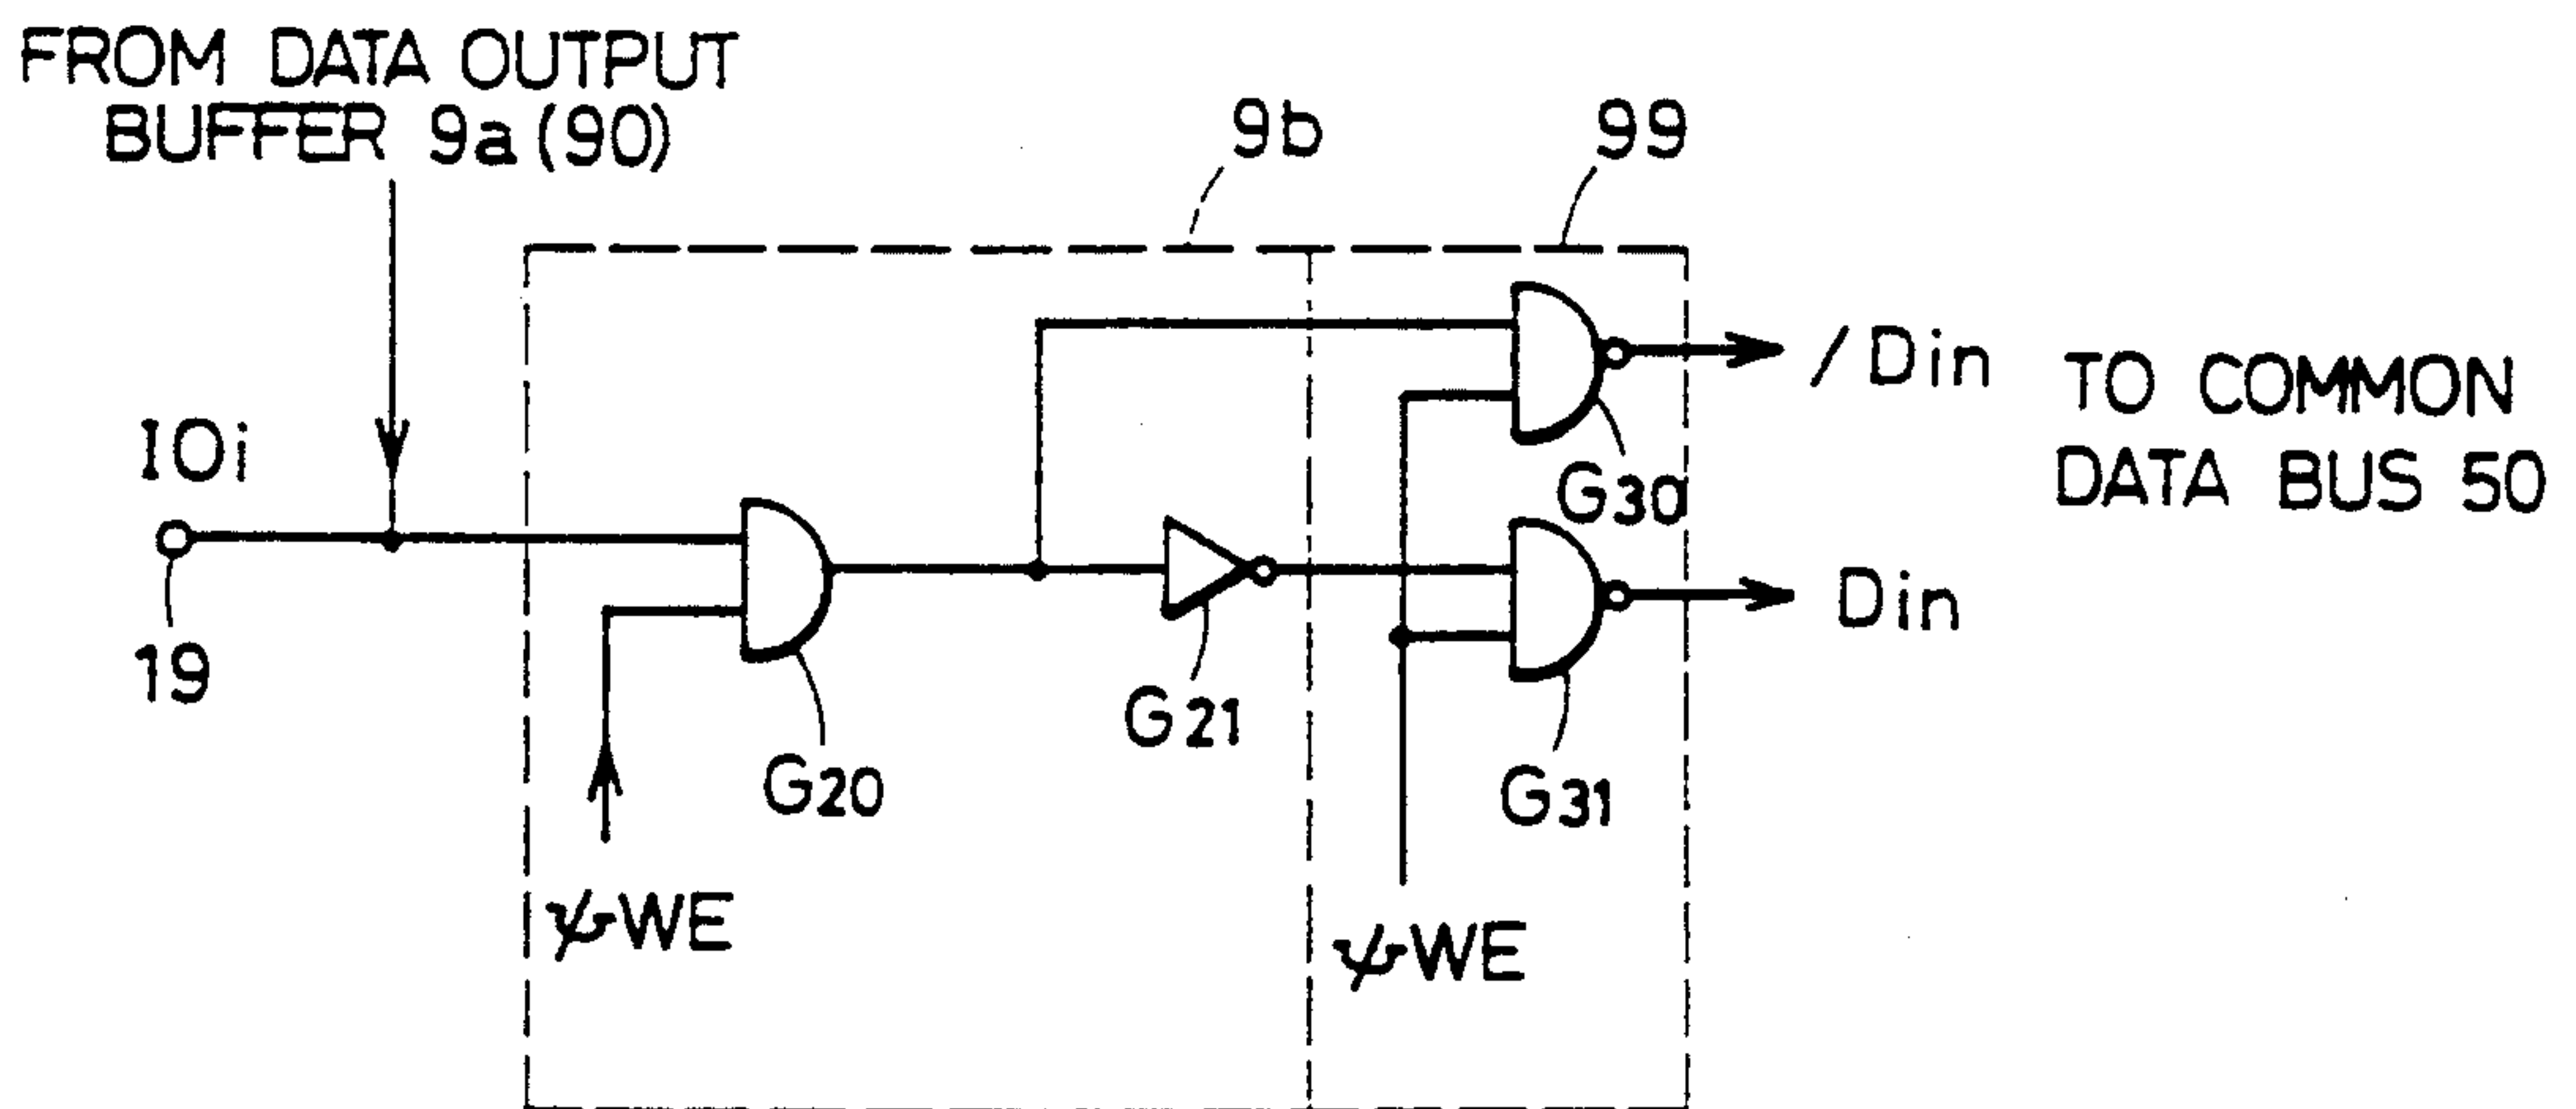 FROM DATA OUTPUT
BUFFER 9a (90)
9b
99
/Din
TO COMMON
DATA BUS 50
IOi
G30
Din
19
G21
G20
G31
ψWE
ψWE